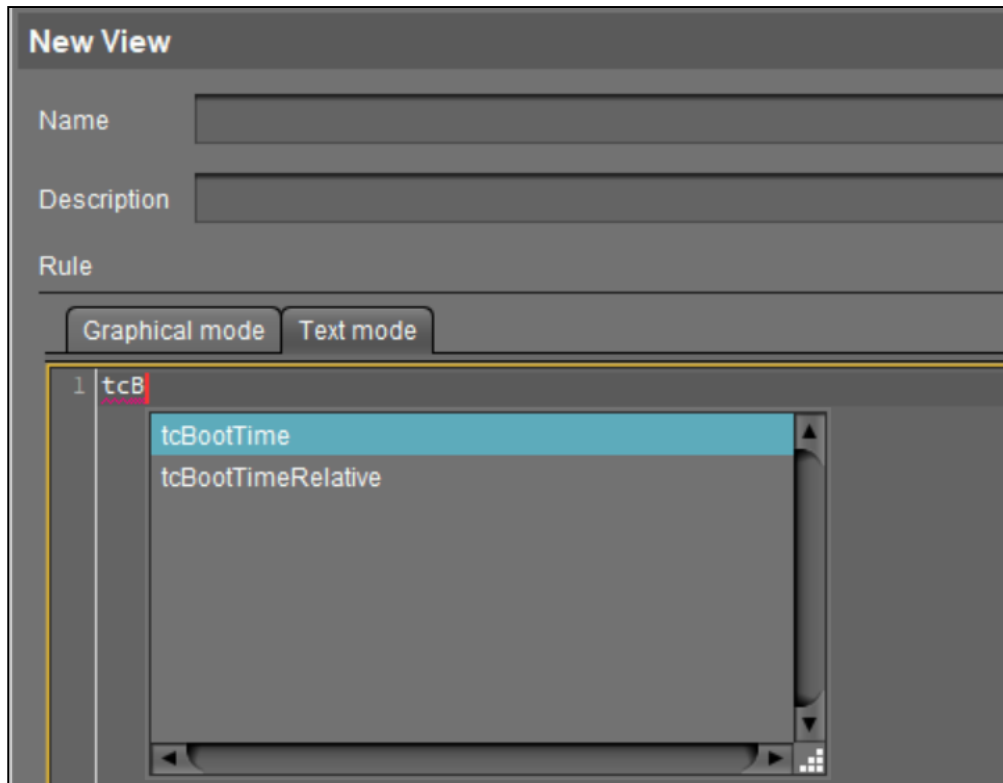 New View
Name
Description
Rule
Graphical mode Text mode
1 tcB
tcBootTime
tcBootTimeRelative